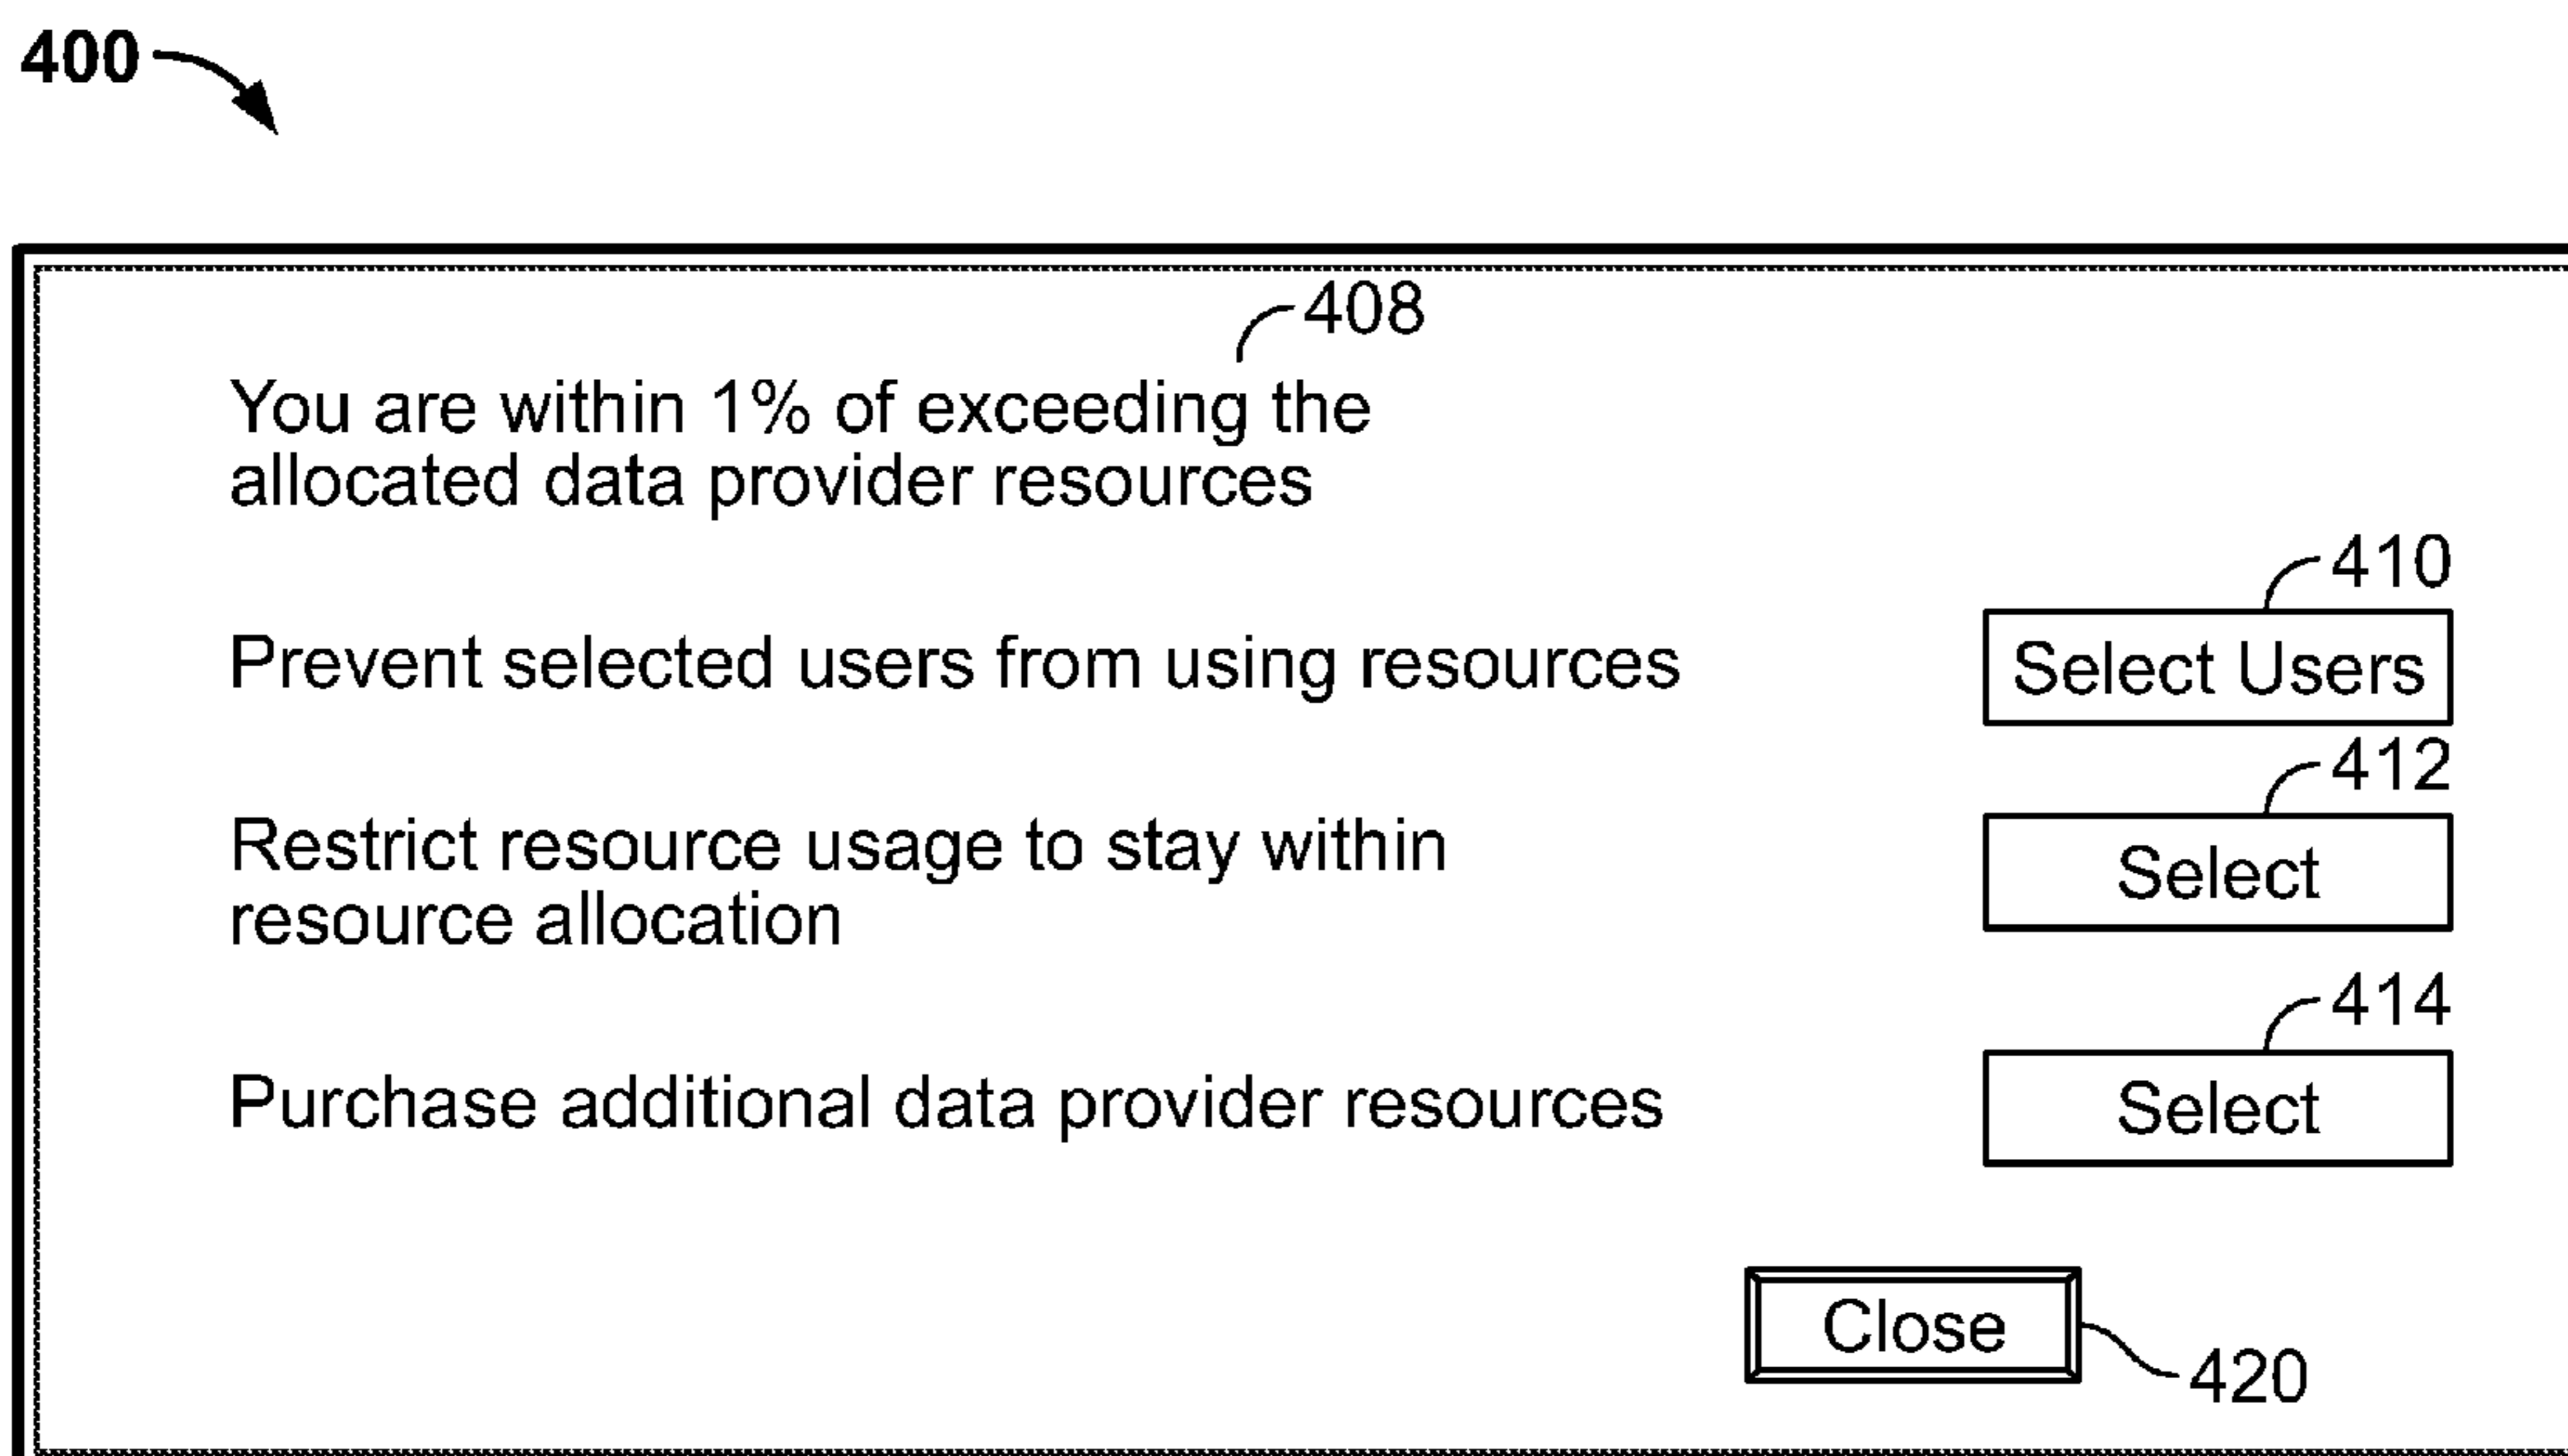 400
408
You are within 1% of exceeding the
allocated data provider resources
410
Prevent selected users from using resources
Select Users
412
Restrict resource usage to stay within
resource allocation
Select
414
Purchase additional data provider resources
Select
Close
420